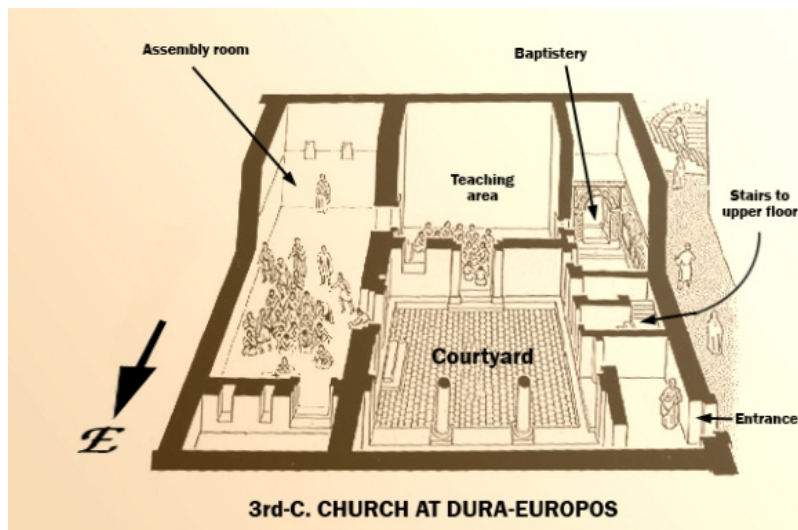 Assembly room
Baptistery
Teaching
area
Stairs to
upper floor
Courtyard
Entrance
E
3rd-C. CHURCH AT DURA-EUROPOS